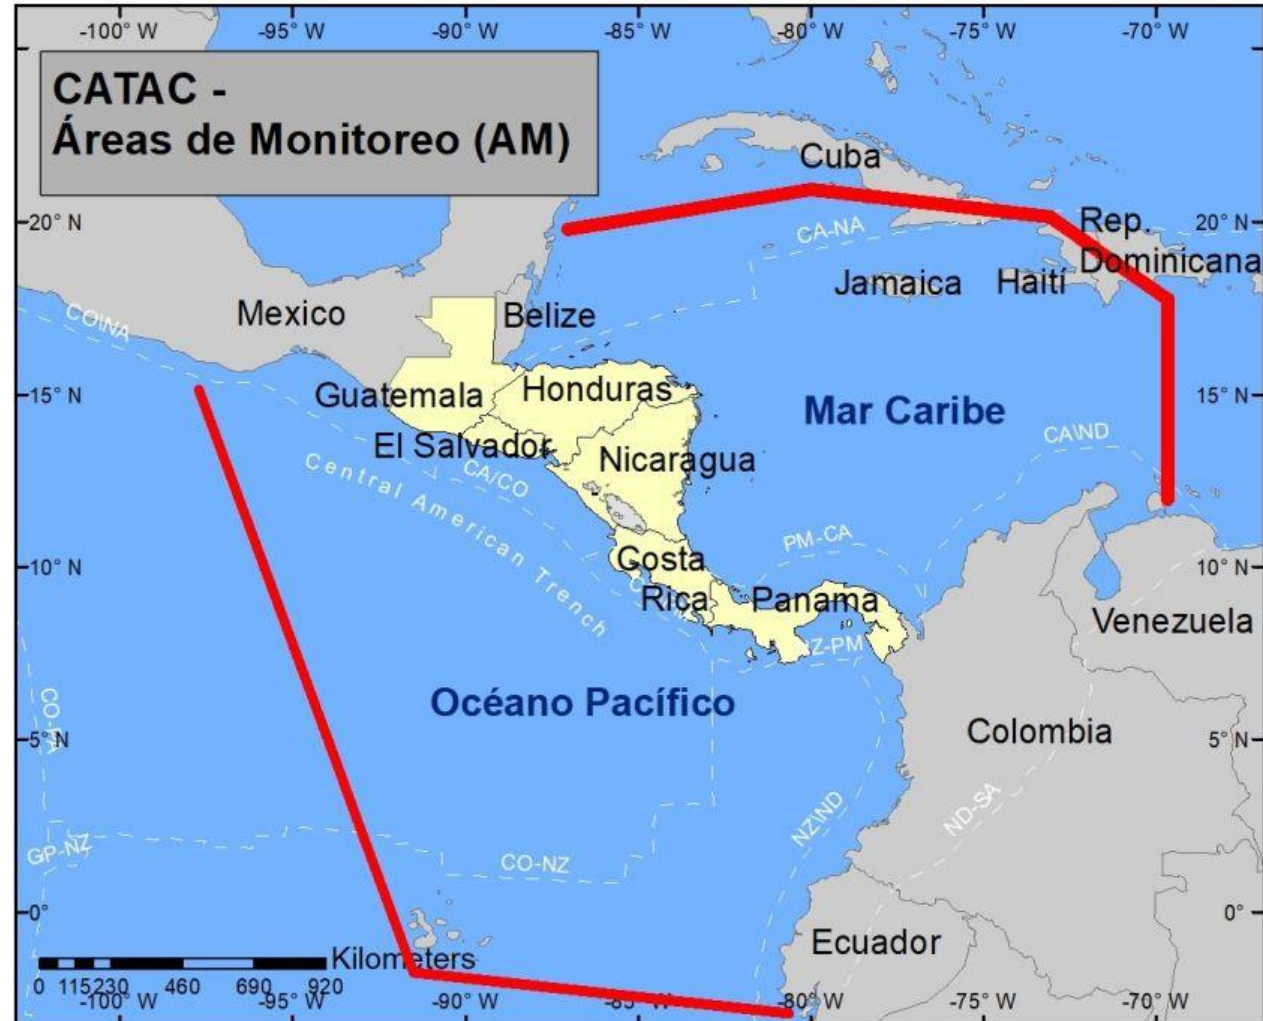 -100° W
-95° W
-90° W
-85° W
-80° W
-75° W
-70° W
CATAC -
Áreas de Monitoreo (AM)
Cuba
20° N
CA-NA
Rep.
Dominicana
20° N
Jamaica
Haití
Mexico
Belize
CO\NA
Guatemala
Honduras
15° N
Mar Caribe
15° N
El Salvador
Nicaragua
CA\ND
CA/CO
Central American Trench
PM-CA
10° N
Costa
Rica
Panama
10° N
Venezuela
NZ-PM
Océano Pacífico
5° N
Colombia
5° N
NZ\ND
ND-SA
GP-NZ
CO-NZ
0°
0°
Ecuador
Kilometers
0 115 230 460 690 920
-100° W
-95° W
-90° W
-85° W
-80° W
-75° W
-70° W